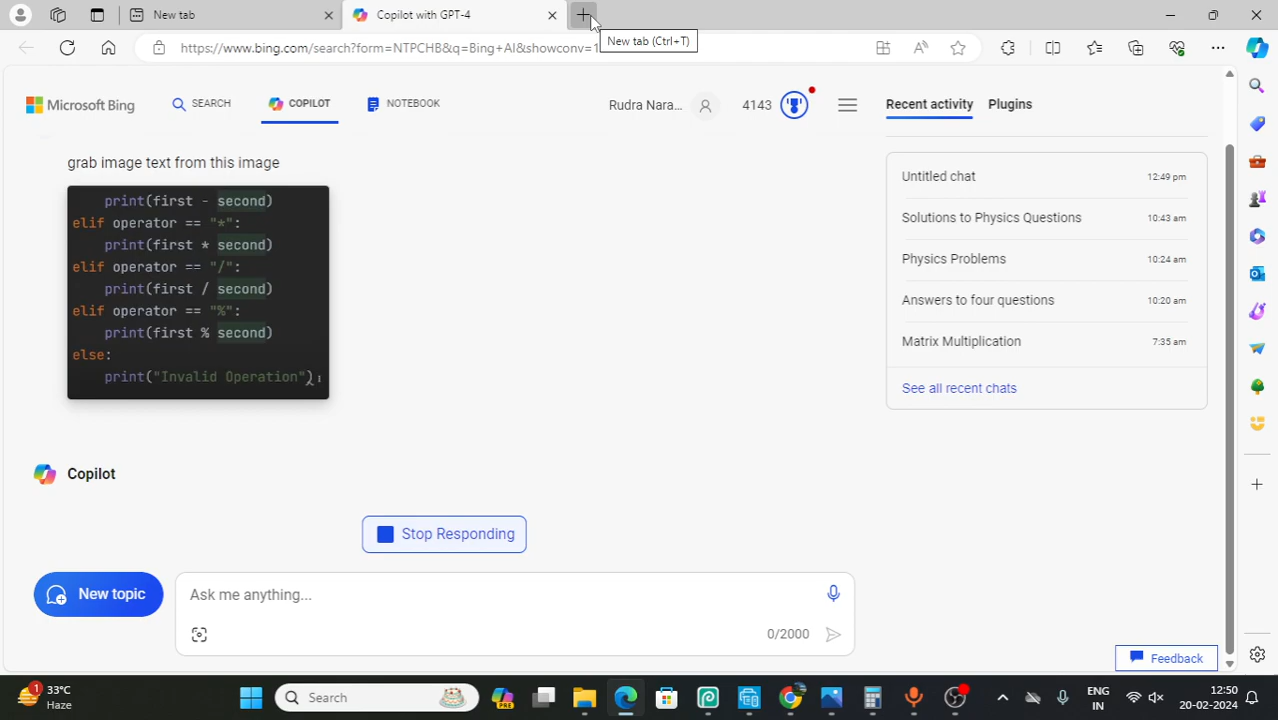 New tab
Copilot with GPT-4
New tab (Ctrl+T)
https://www.bing.com/search?form=NTPCHB&q=Bing+AI&showconv=1
Microsoft Bing
SEARCH
COPILOT
NOTEBOOK
Rudra Nara...
4143
Recent activity
Plugins
grab image text from this image
print(first - second)
elif operator == "*":
print(first * second)
elif operator == "/":
print(first / second)
elif operator == "%":
print(first % second)
else:
print("Invalid Operation")
Untitled chat
12:49 pm
Solutions to Physics Questions
10:43 am
Physics Problems
10:24 am
Answers to four questions
10:20 am
Matrix Multiplication
7:35 am
See all recent chats
Copilot
Stop Responding
New topic
Ask me anything...
0/2000
Feedback
1
33°C
Haze
Search
PRE
ENG
IN
12:50
20-02-2024